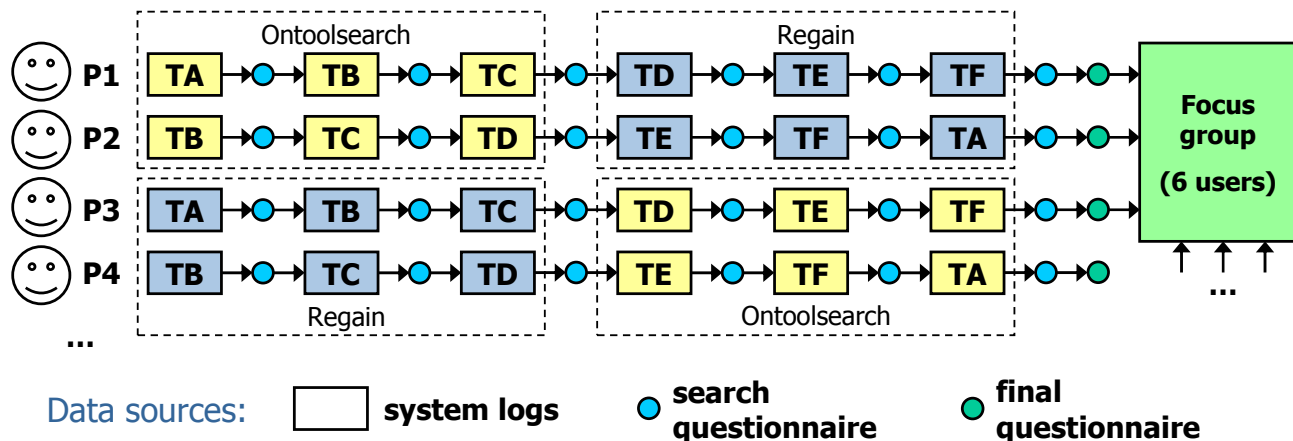 Ontoolsearch
Regain
P1 TA TB TC TD TE TF
P2 TB TC TD TE TF TA
Focus
group
(6 users)
P3 TA TB TC TD TE TF
P4 TB TC TD TE TF TA
Regain
Ontoolsearch
...
...
Data sources:
system logs
search
questionnaire
final
questionnaire